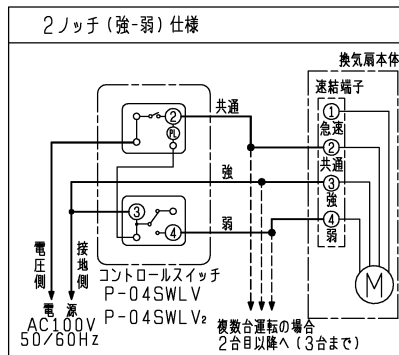 2ノッチ(強-弱)仕様
換気扇本体
速結端子
共通
② 
PL
①
急速
②
共通
強
③
強
③
弱
④
④
弱
M
電圧側
接地側
コントロールスイッチ
P-04SWLV
P-04SWLV₂
電源
AC100V
50/60Hz
複数台運転の場合
2台目以降へ(3台まで)